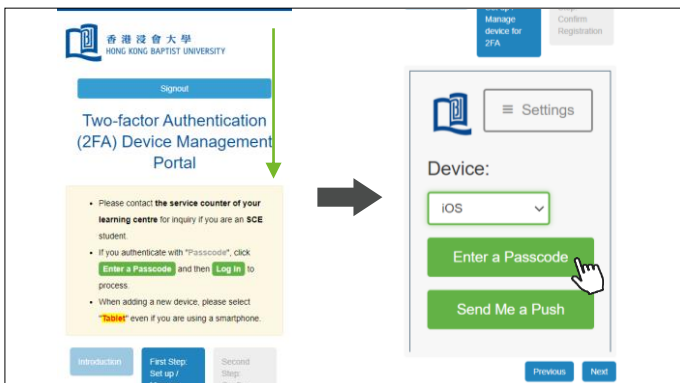 香港浸會大學
HONG KONG BAPTIST UNIVERSITY
Signout
Two-factor Authentication
(2FA) Device Management
Portal
• Please contact the service counter of your
learning centre for inquiry if you are an SCE
student.
• If you authenticate with "Passcode", click
Enter a Passcode and then Log In to
process.
• When adding a new device, please select
"Tablet" even if you are using a smartphone.
Introduction
First Step:
Set up /
Second
Step:
Manage
device for
2FA
Confirm
Registration
≡ Settings
Device:
iOS
Enter a Passcode
Send Me a Push
Previous
Next